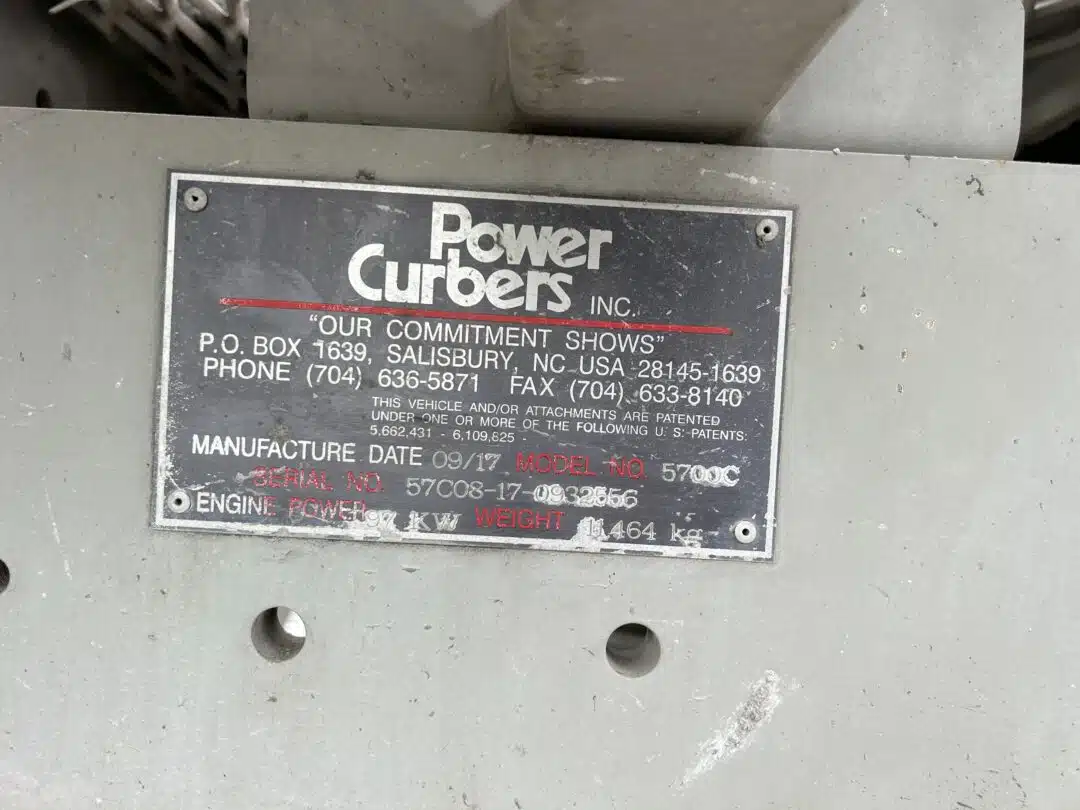 Power
Curbers INC.
"OUR COMMITMENT SHOWS"
P.O. BOX 1639, SALISBURY, NC USA 28145-1639
PHONE (704) 636-5871 FAX (704) 633-8140
THIS VEHICLE AND/OR ATTACHMENTS ARE PATENTED
UNDER ONE OR MORE OF THE FOLLOWING U.S. PATENTS:
5,662,431 - 6,109,825 -
MANUFACTURE DATE 09/17 MODEL NO. 5700C
SERIAL NO. 57C08-17-0932556
ENGINE POWER KW WEIGHT 11,464 kg